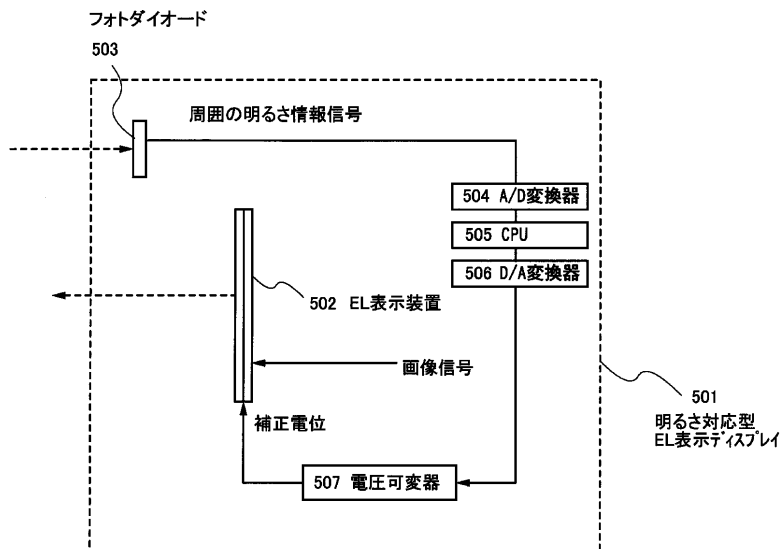 フォトダイオード
503
周囲の明るさ情報信号
504 A/D変換器
505 CPU
506 D/A変換器
502 EL表示装置
画像信号
補正電位
507 電圧可変器
501
明るさ対応型
EL表示ディスプレイ